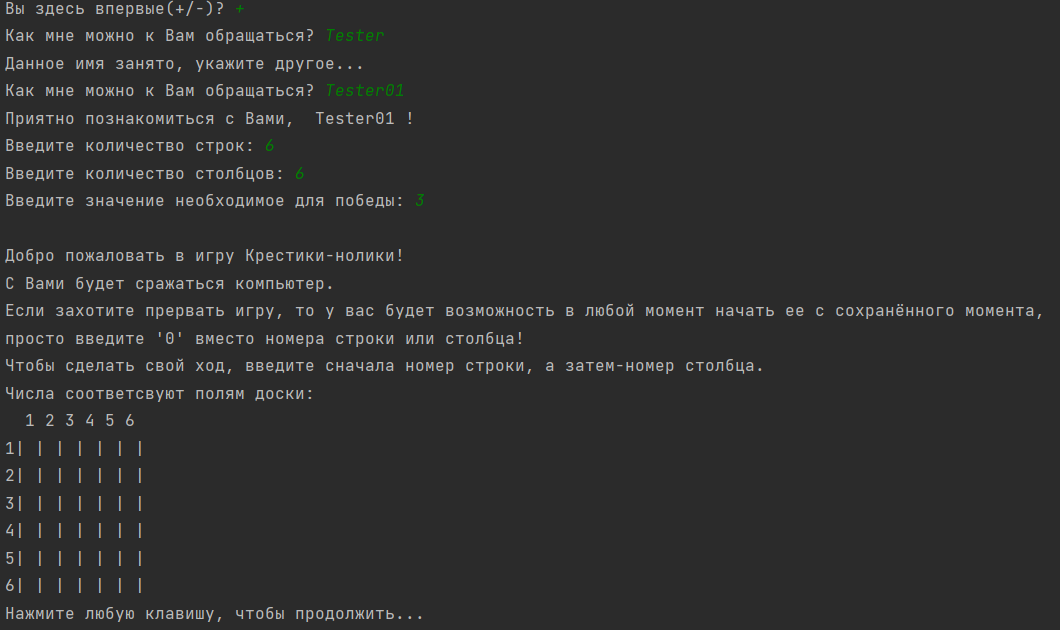 Вы здесь впервые(+/-)? +
Как мне можно к Вам обращаться? Tester
Данное имя занято, укажите другое...
Как мне можно к Вам обращаться? Tester01
Приятно познакомиться с Вами,  Tester01 !
Введите количество строк: 6
Введите количество столбцов: 6
Введите значение необходимое для победы: 3

Добро пожаловать в игру Крестики-нолики!
С Вами будет сражаться компьютер.
Если захотите прервать игру, то у вас будет возможность в любой момент начать ее с сохранённого момента,
просто введите '0' вместо номера строки или столбца!
Чтобы сделать свой ход, введите сначала номер строки, а затем-номер столбца.
Числа соответсвуют полям доски:
  1 2 3 4 5 6
1| | | | | | |
2| | | | | | |
3| | | | | | |
4| | | | | | |
5| | | | | | |
6| | | | | | |
Нажмите любую клавишу, чтобы продолжить...